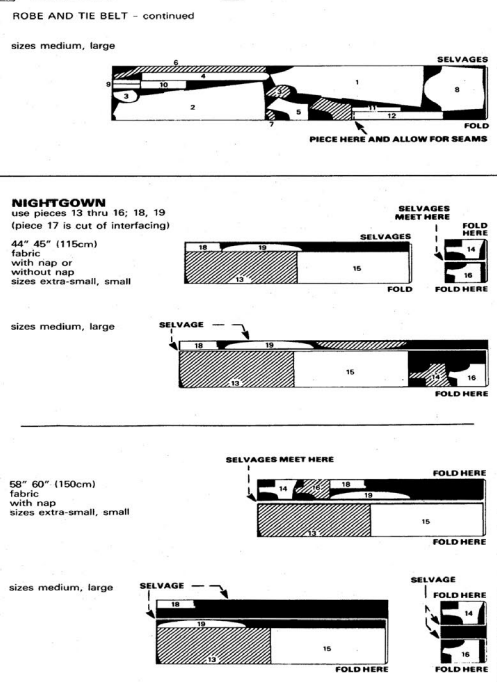 ROBE AND TIE BELT – continued
sizes medium, large
SELVAGES
6
4
1
9
10
8
3
11
2
5
12
7
FOLD
PIECE HERE AND ALLOW FOR SEAMS
NIGHTGOWN
use pieces 13 thru 16; 18, 19
(piece 17 is cut of interfacing)
44" 45" (115cm)
fabric
with nap or
without nap
sizes extra-small, small
SELVAGES
18
19
13
15
FOLD
SELVAGES
MEET HERE
FOLD
HERE
14
16
FOLD HERE
sizes medium, large
SELVAGE
18
19
13
15
14
16
FOLD HERE
58" 60" (150cm)
fabric
with nap
sizes extra-small, small
SELVAGES MEET HERE
FOLD HERE
14
16
18
19
13
15
FOLD HERE
sizes medium, large
SELVAGE
18
19
13
15
FOLD HERE
SELVAGE
FOLD HERE
14
16
FOLD HERE